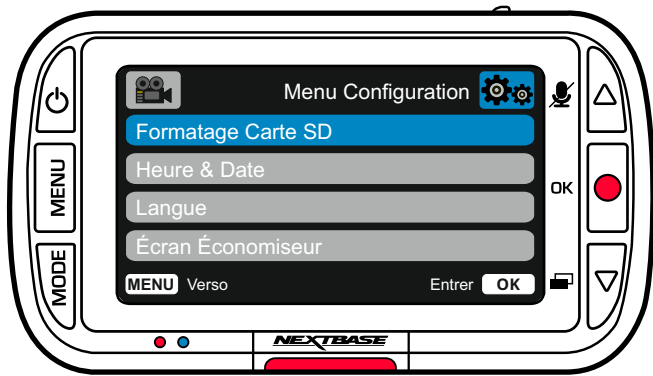 Menu Configuration
Formatage Carte SD
Heure & Date
MENU
OK
Langue
Écran Économiseur
MODE
MENU Verso Entrer OK
NEXTBASE